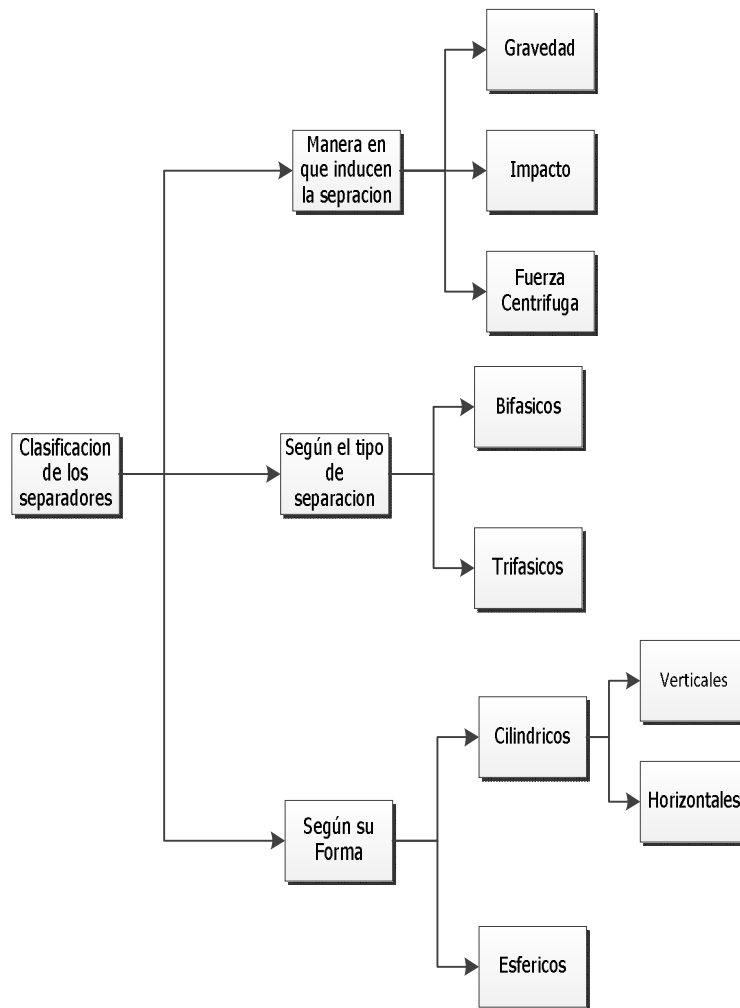 Gravedad
Manera en
que inducen
la sepracion
Impacto
Fuerza
Centrifuga
Bifasicos
Clasificacion
de los
separadores
Según el tipo
de
separacion
Trifasicos
Verticales
Cilindricos
Horizontales
Según su
Forma
Esfericos